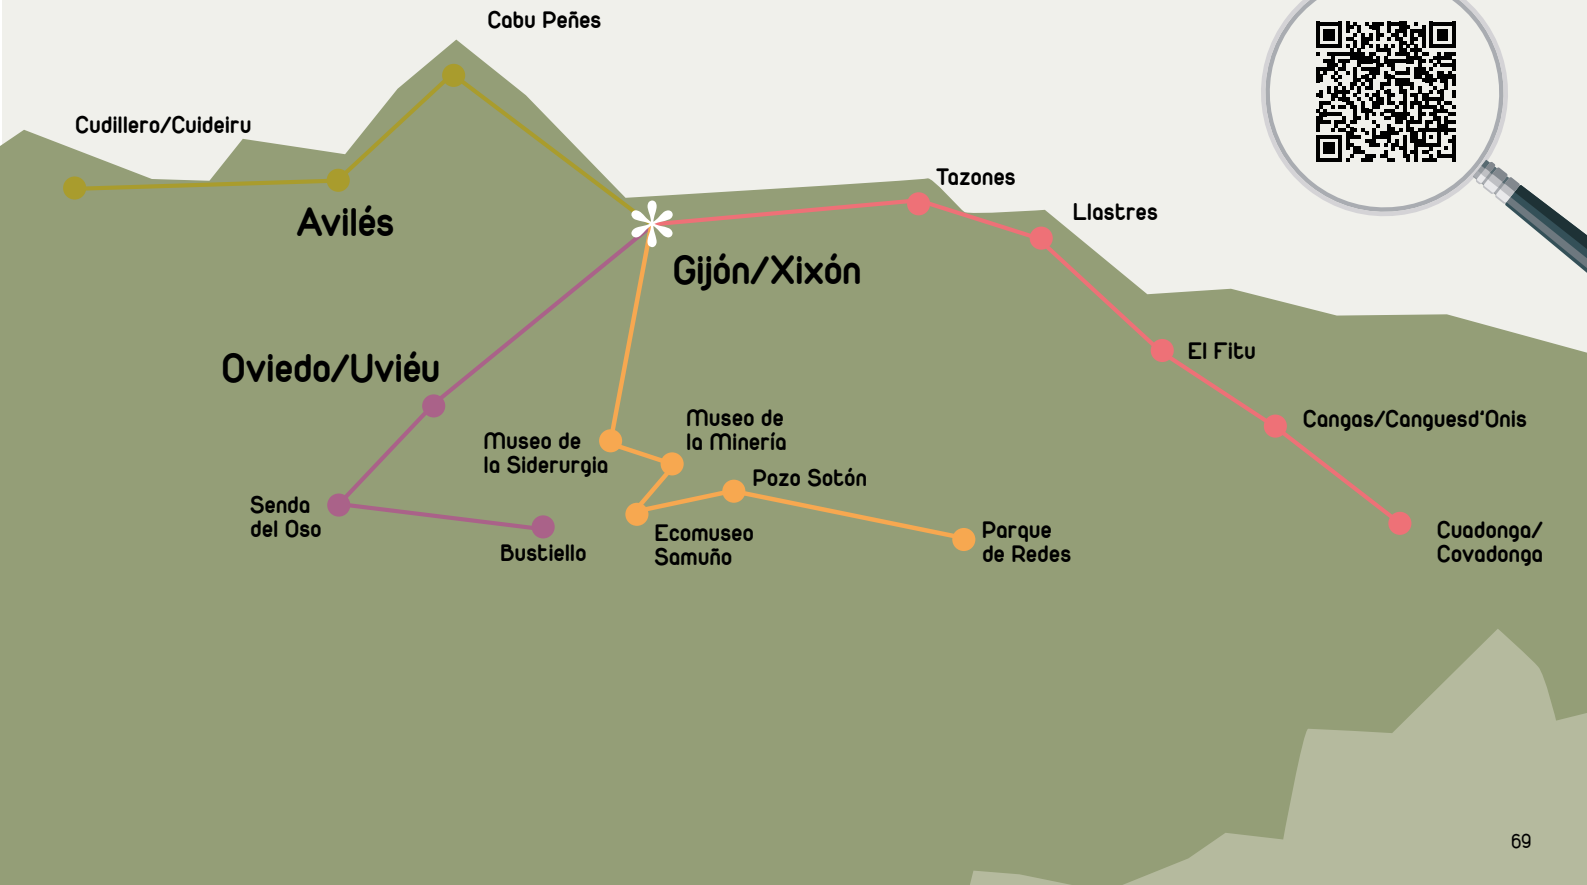 Cabu Peñes
Cudillero/Cuideiru
Tazones
Llastres
Avilés
Gijón/Xixón
El Fitu
Oviedo/Uviéu
Museo de
la Minería
Cangas/Canguesd'Onis
Museo de
la Siderurgia
Pozo Sotón
Senda
del Oso
Ecomuseo
Samuño
Parque
de Redes
Cuadonga/
Covadonga
Bustiello
69